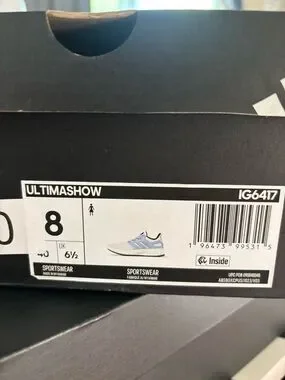 ULTIMASHOW
IG6417
8
UK
40
6½
1 96473 99531 5
SPORTSWEAR
SPORTSWEAR
Inside